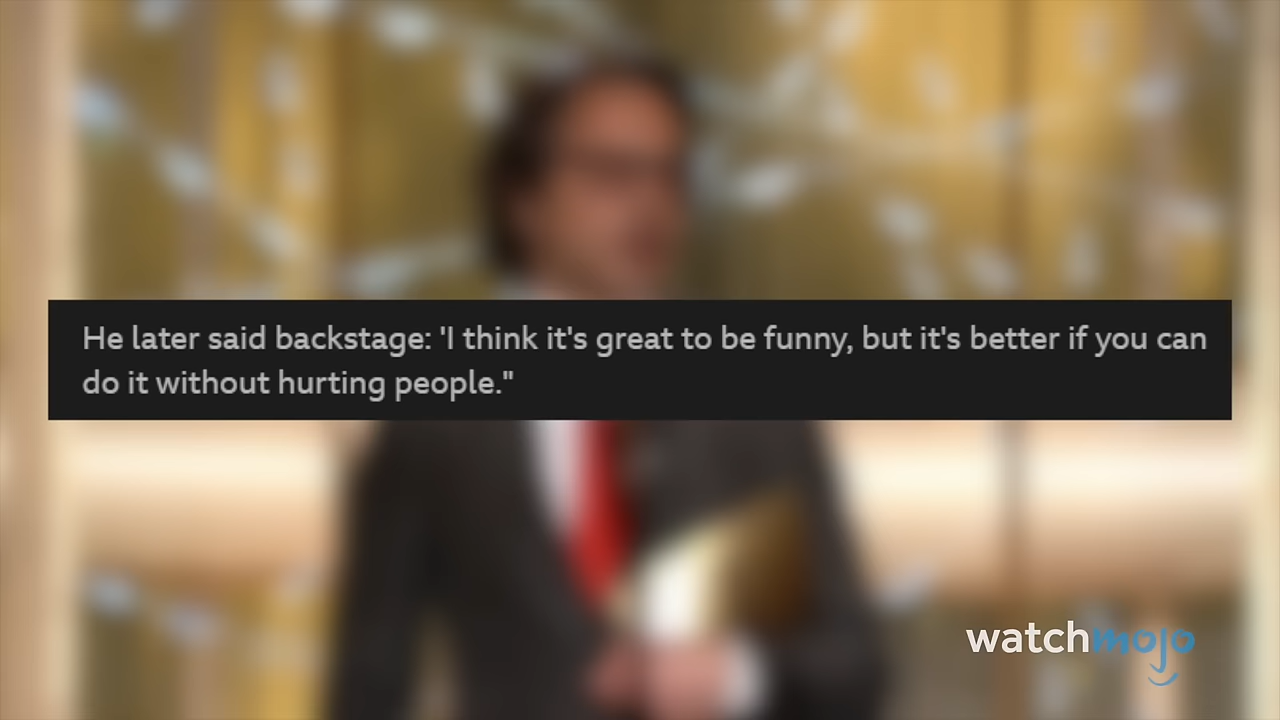 He later said backstage: 'I think it's great to be funny, but it's better if you can
do it without hurting people."
watchmojo